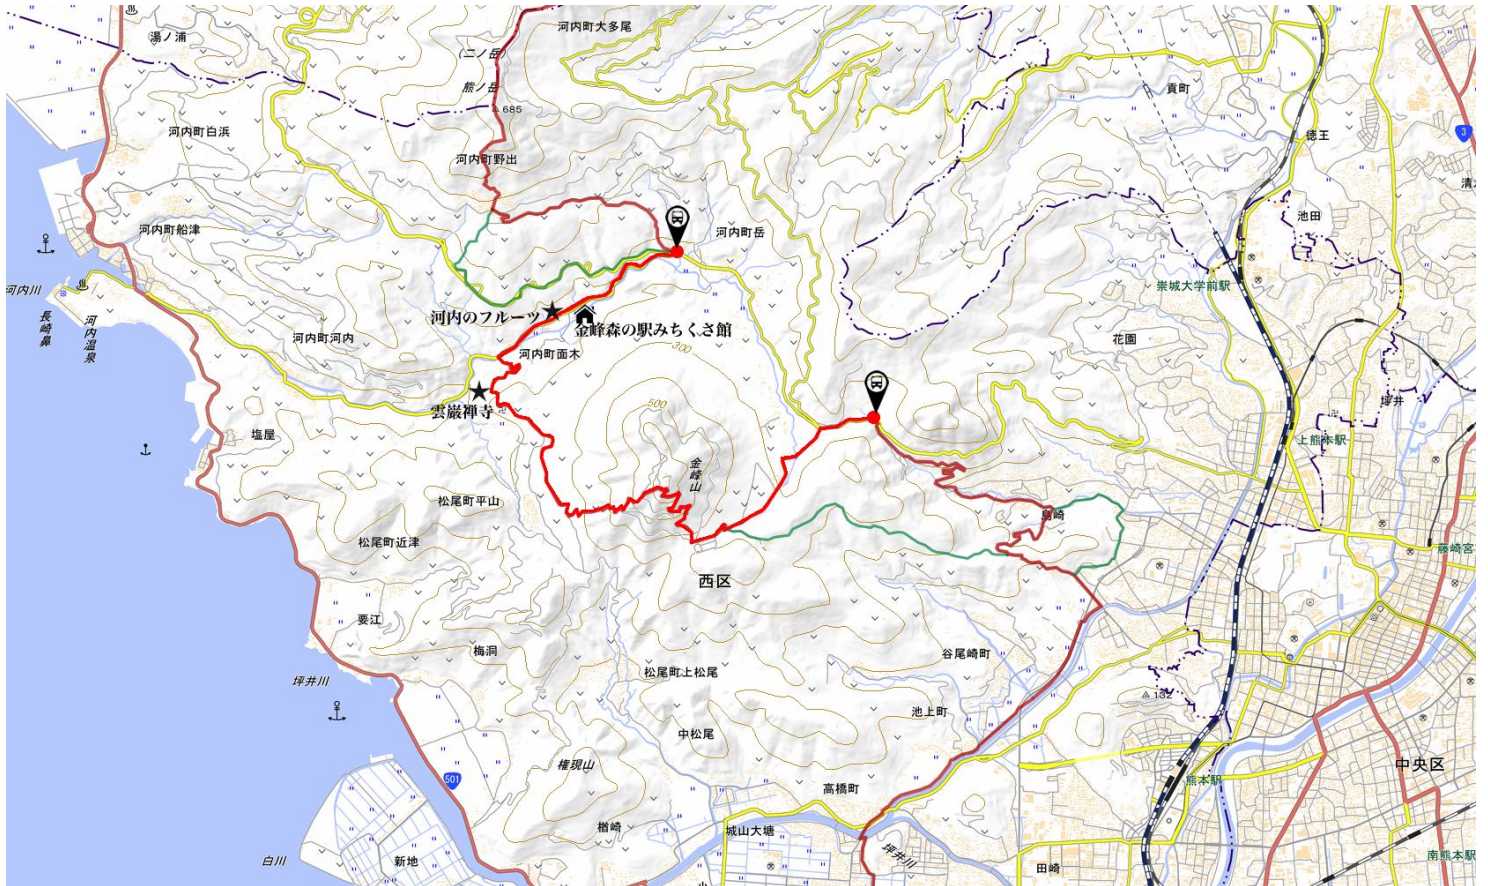 湯ノ浦
河内町大多尾
(二ノ岳)
熊ノ岳
685
貢町
徳王
3
河内町白浜
河内町野出
河内町船津
河内町岳
池田
崇城大学前駅
河内川
長崎鼻
河内温泉
河内町河内
河内のフルーツ
金峰森の駅みちくさ館
河内町面木
300
花園
坪井
雲巌禅寺
500
塩屋
上熊本駅
金峰山
松尾町平山
松尾町近津
島崎
藤崎宮
西区
要江
梅洞
谷尾崎町
松尾町上松尾
坪井川
132
池上町
中松尾
権現山
501
中央区
熊本駅
高橋町
楢崎
城山大塘
坪井川
白川
新地
田崎
南熊本駅